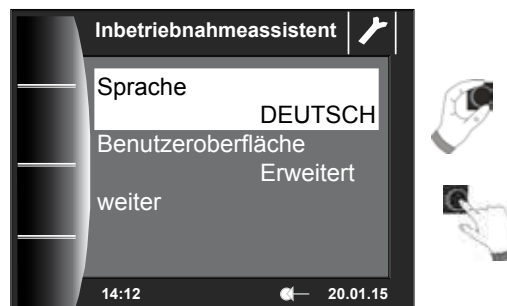 Inbetriebnahmeassistent
Sprache
DEUTSCH
Benutzeroberfläche
Erweitert
weiter
14:12 20.01.15